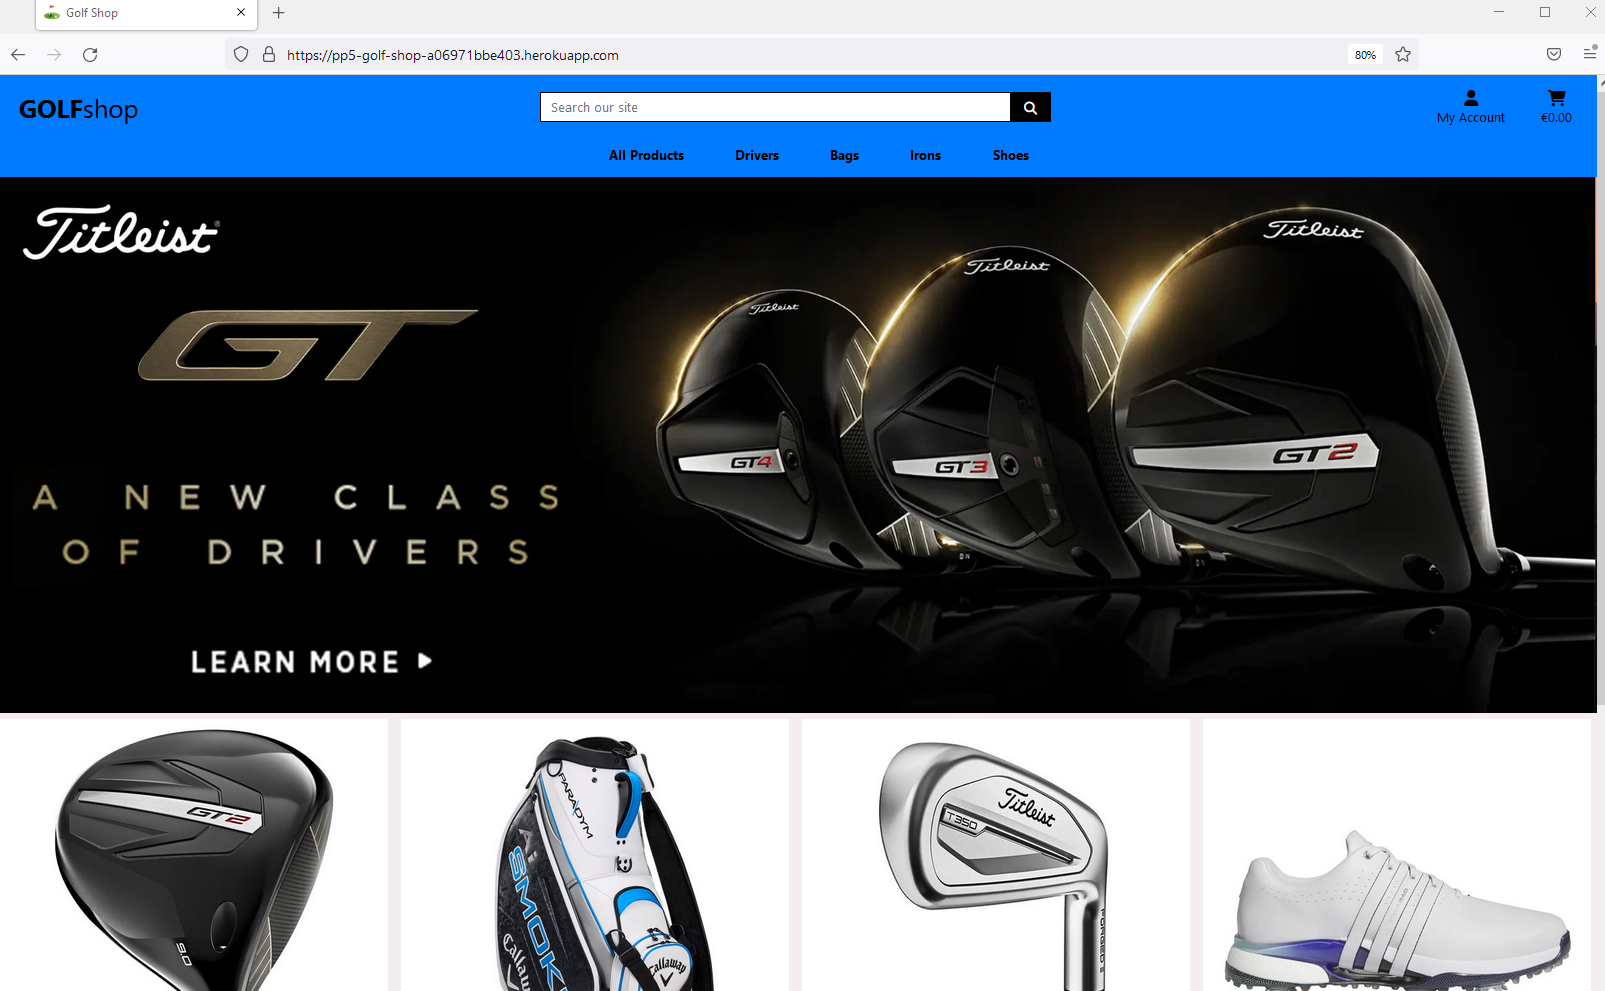 Golf Shop
https://pp5-golf-shop-a06971bbe403.herokuapp.com
80%
GOLFshop
Search our site
My Account
€0.00
All Products
Drivers
Bags
Irons
Shoes
Titleist
GT
A NEW CLASS
OF DRIVERS
LEARN MORE
Titleist
GT4
Titleist
GT3
Titleist
GT2
GT2
9.0
PARADYM
SMOKE
Callaway
Callaway
Titleist
T350
FORGED